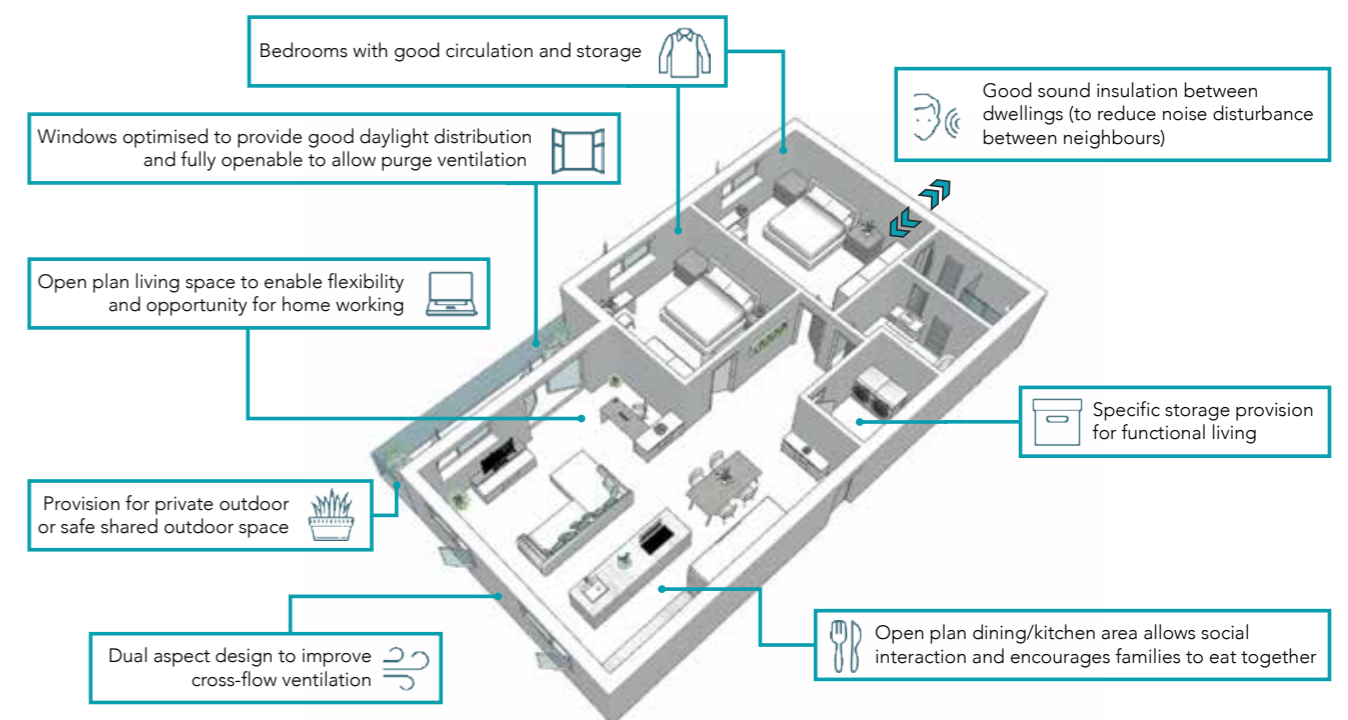 Bedrooms with good circulation and storage
Good sound insulation between
dwellings (to reduce noise disturbance
between neighbours)
Windows optimised to provide good daylight distribution
and fully openable to allow purge ventilation
Open plan living space to enable flexibility
and opportunity for home working
Specific storage provision
for functional living
Provision for private outdoor
or safe shared outdoor space
Open plan dining/kitchen area allows social
interaction and encourages families to eat together
Dual aspect design to improve
cross-flow ventilation